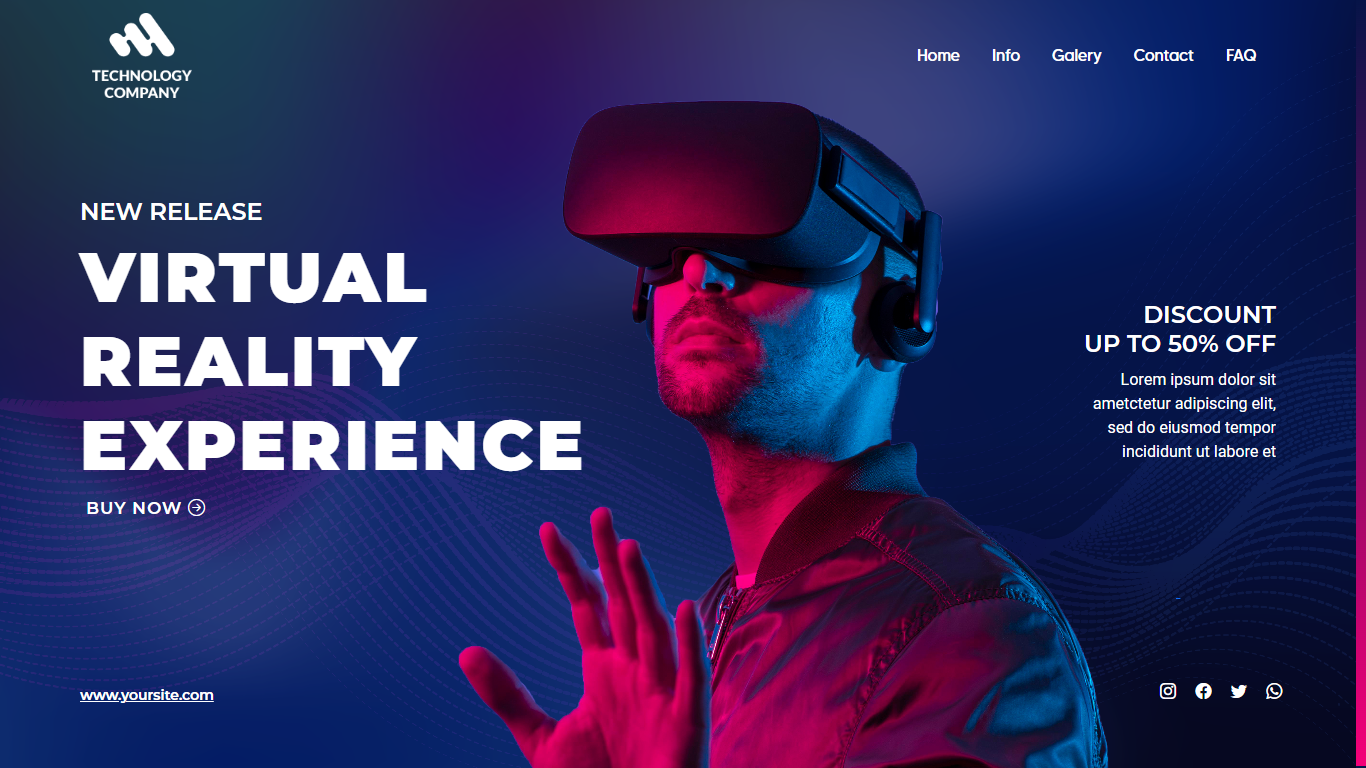 TECHNOLOGY
COMPANY
Home Info Galery Contact FAQ
NEW RELEASE
VIRTUAL
REALITY
EXPERIENCE
BUY NOW
DISCOUNT
UP TO 50% OFF
Lorem ipsum dolor sit
ametctetur adipiscing elit,
sed do eiusmod tempor
incididunt ut labore et
www.yoursite.com